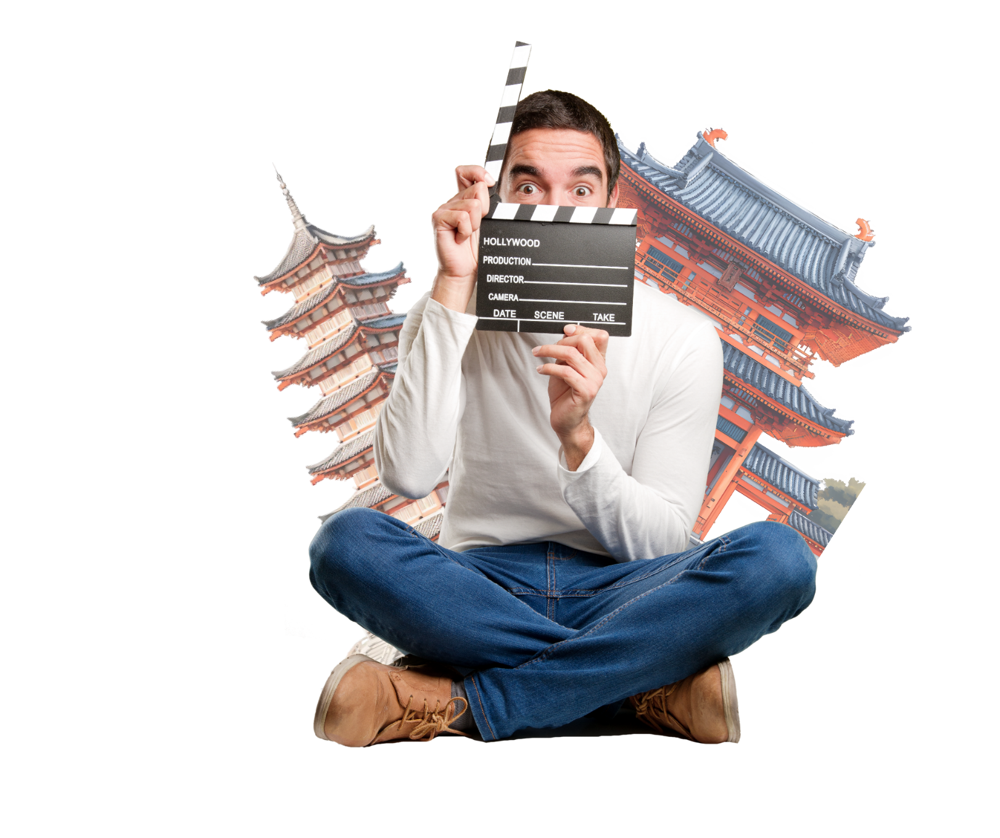 HOLLYWOOD
PRODUCTION
DIRECTOR
CAMERA
DATE SCENE TAKE